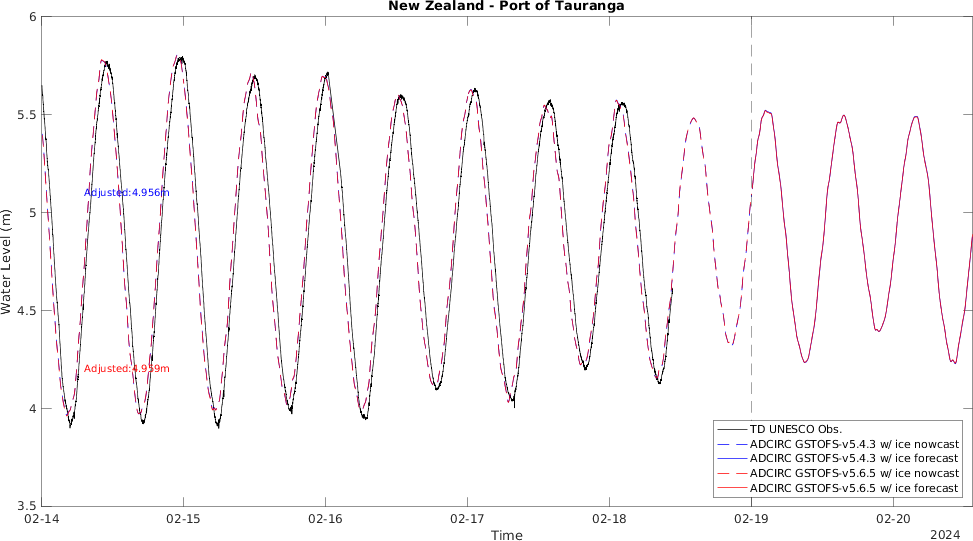 New Zealand - Port of Tauranga
6
5.5
5
4.5
4
3.5
Water Level (m)
Adjusted:4.956m
Adjusted:4.959m
TD UNESCO Obs.
ADCIRC GSTOFS-v5.4.3 w/ ice nowcast
ADCIRC GSTOFS-v5.4.3 w/ ice forecast
ADCIRC GSTOFS-v5.6.5 w/ ice nowcast
ADCIRC GSTOFS-v5.6.5 w/ ice forecast
02-14 02-15 02-16 02-17 02-18 02-19 02-20
Time
2024